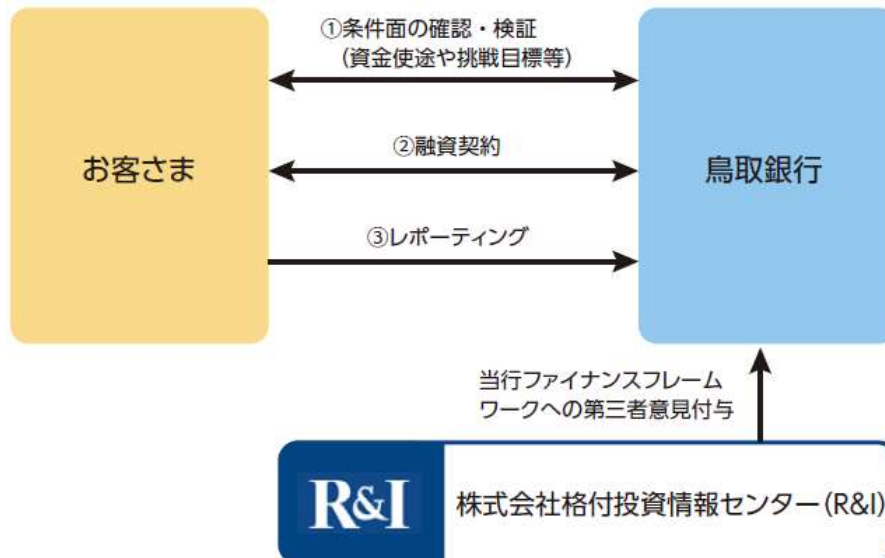 ①条件面の確認・検証
（資金使途や挑戦目標等）
お客さま
②融資契約
鳥取銀行
③レポーティング
当行ファイナンスフレーム
ワークへの第三者意見付与
R&I
株式会社格付投資情報センター（R&I）